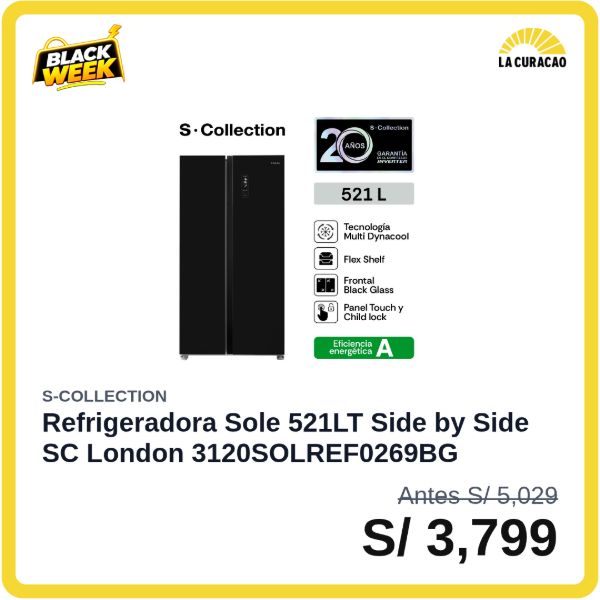 BLACK
WEEK
LA CURACAO
S·Collection
S·Collection
20
AÑOS
GARANTÍA
INVERTER
521 L
Tecnología
Multi Dynacool
Flex Shelf
Frontal
Black Glass
Panel Touch y
Child lock
Eficiencia
energética A
S-COLLECTION
Refrigeradora Sole 521LT Side by Side
SC London 3120SOLREF0269BG
Antes S/ 5,029
S/ 3,799